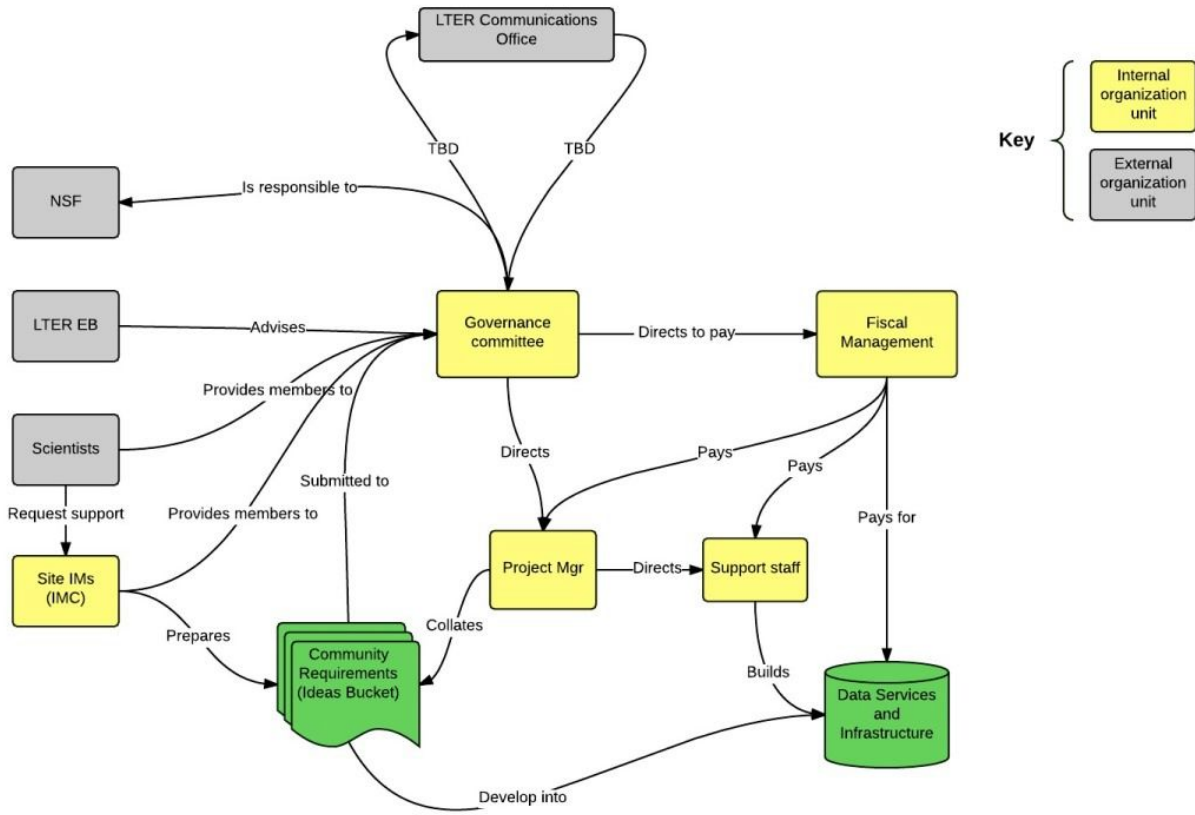 LTER Communications
Office
Internal
organization
unit
Key
External
organization
unit
TBD
TBD
NSF
Is responsible to
LTER EB
Advises
Governance
committee
Directs to pay
Fiscal
Management
Provides members to
Scientists
Directs
Pays
Pays
Submitted to
Request support
Provides members to
Pays for
Site IMs
(IMC)
Project Mgr
Directs
Support staff
Prepares
Collates
Community
Requirements
(Ideas Bucket)
Builds
Data Services
and
Infrastructure
Develop into